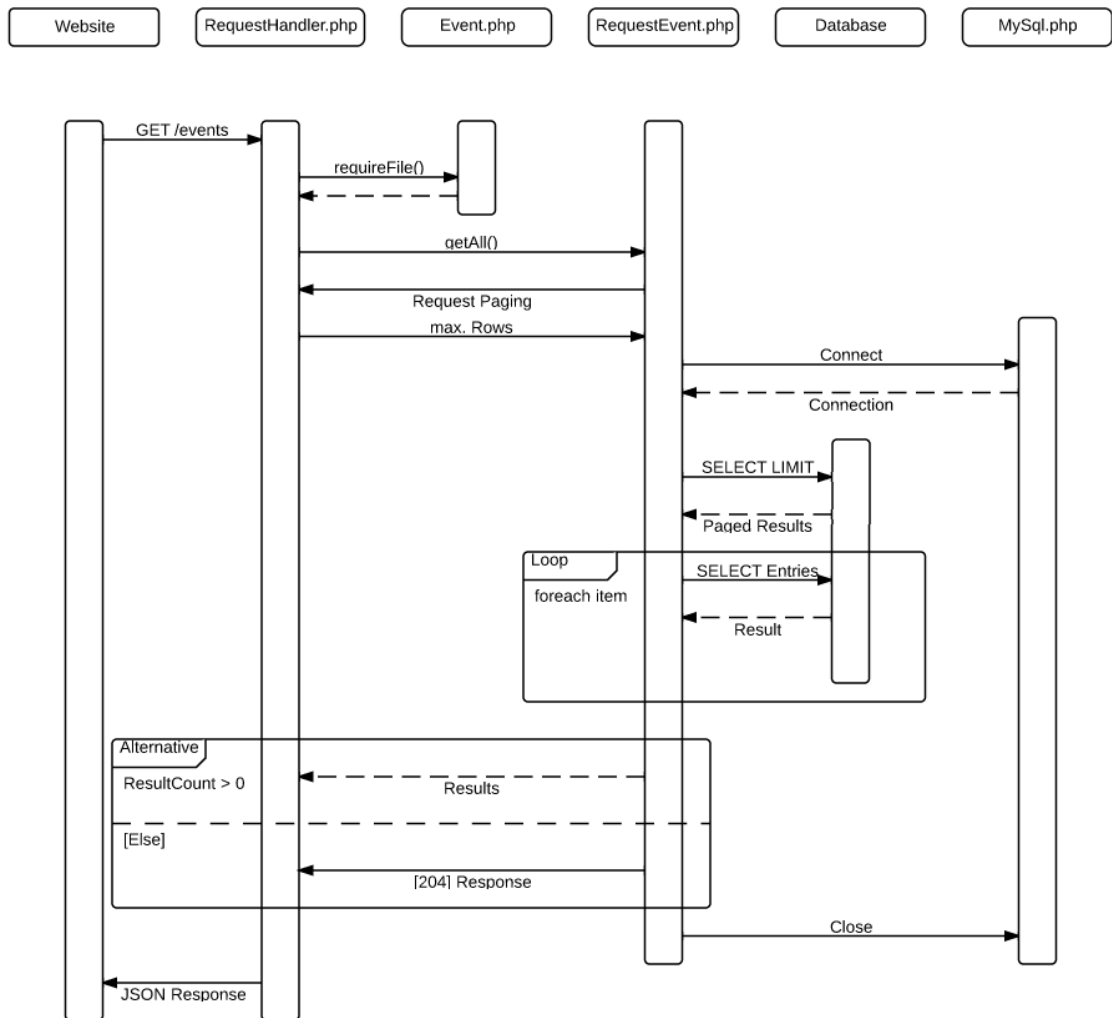 Website
RequestHandler.php
Event.php
RequestEvent.php
Database
MySql.php
GET /events
requireFile()
getAll()
Request Paging
max. Rows
Connect
Connection
SELECT LIMIT
Paged Results
Loop
SELECT Entries
foreach item
Result
Alternative
ResultCount > 0
Results
[Else]
[204] Response
Close
JSON Response